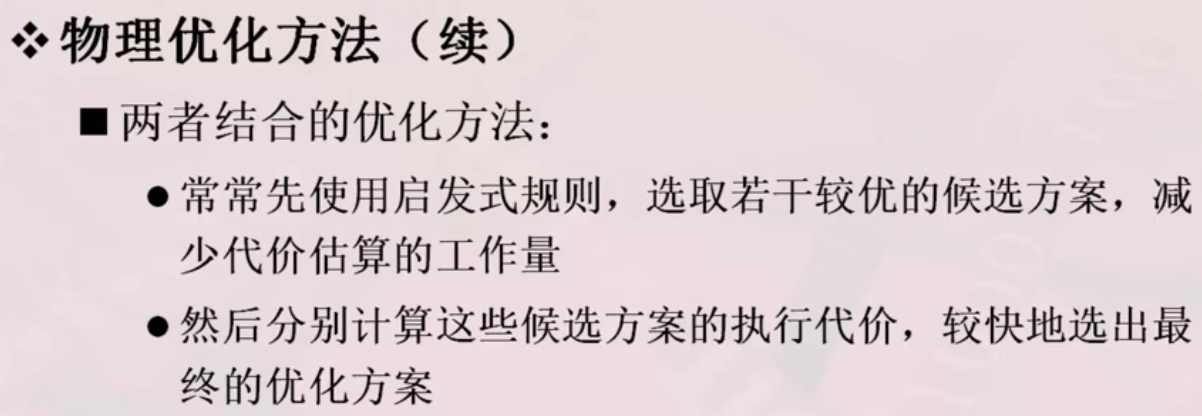 ❖物理优化方法（续）
■两者结合的优化方法：
●常常先使用启发式规则，选取若干较优的候选方案，减
少代价估算的工作量
●然后分别计算这些候选方案的执行代价，较快地选出最
终的优化方案